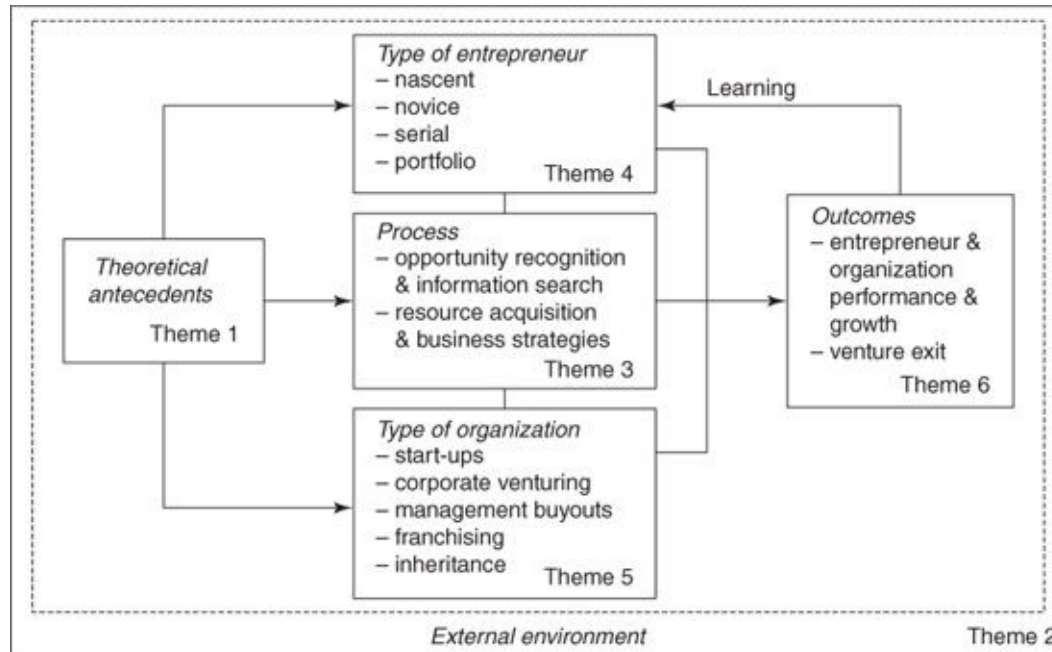 Type of entrepreneur
– nascent
– novice
– serial
– portfolio
Theme 4
Learning
Theoretical
antecedents
Theme 1
Process
– opportunity recognition
& information search
– resource acquisition
& business strategies
Theme 3
Outcomes
– entrepreneur &
organization
performance &
growth
– venture exit
Theme 6
Type of organization
– start-ups
– corporate venturing
– management buyouts
– franchising
– inheritance
Theme 5
External environment
Theme 2